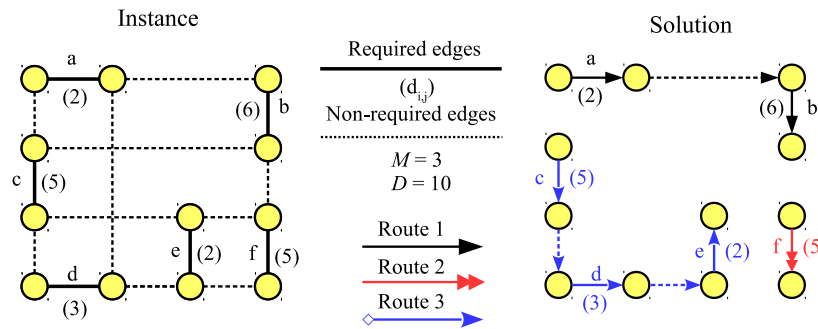 Instance
Solution
a
(2)
(6)
b
c
(5)
e
(2)
f
(5)
d
(3)
Required edges
(d_{i,j})
Non-required edges
M = 3
D = 10
Route 1
Route 2
Route 3
a
(2)
(6)
b
c
(5)
e
(2)
f
(5
d
(3)